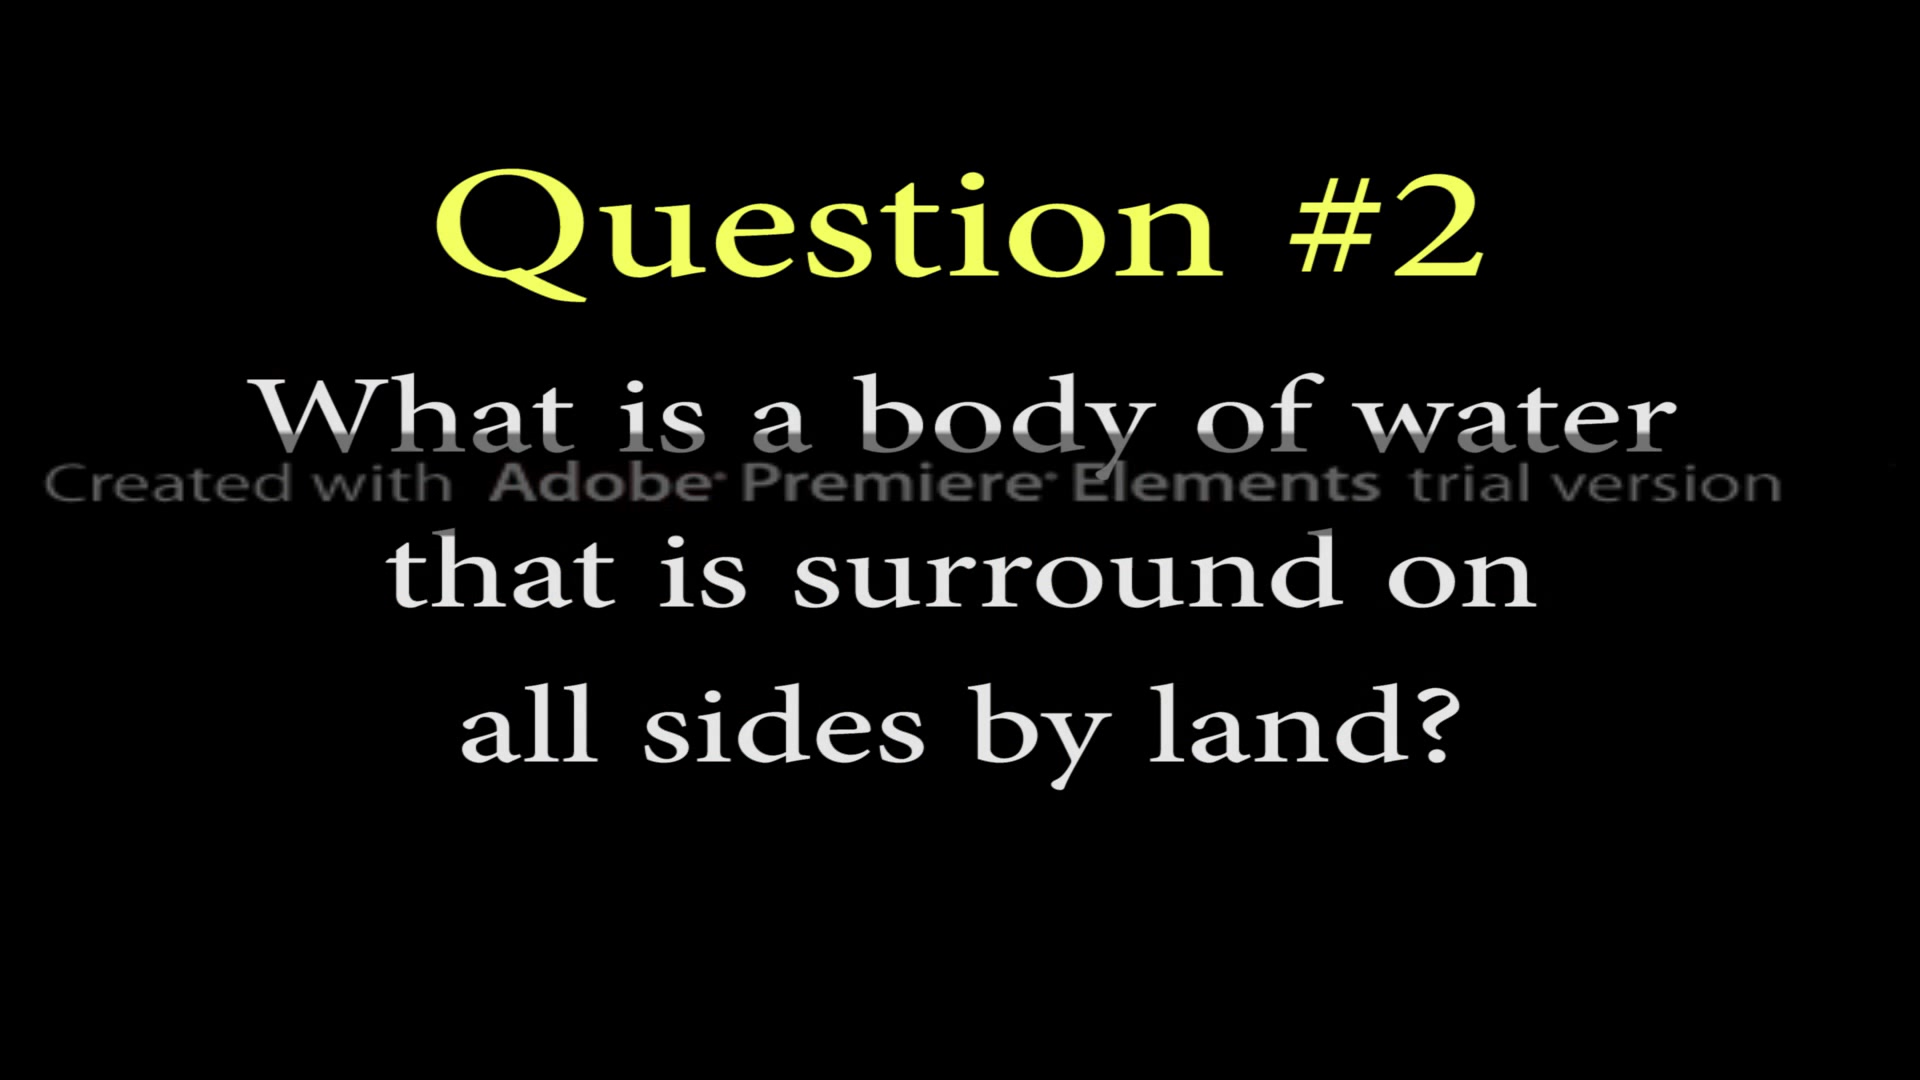 Question #2
What is a body of water
Created with Adobe® Premiere® Elements trial version
that is surround on
all sides by land?